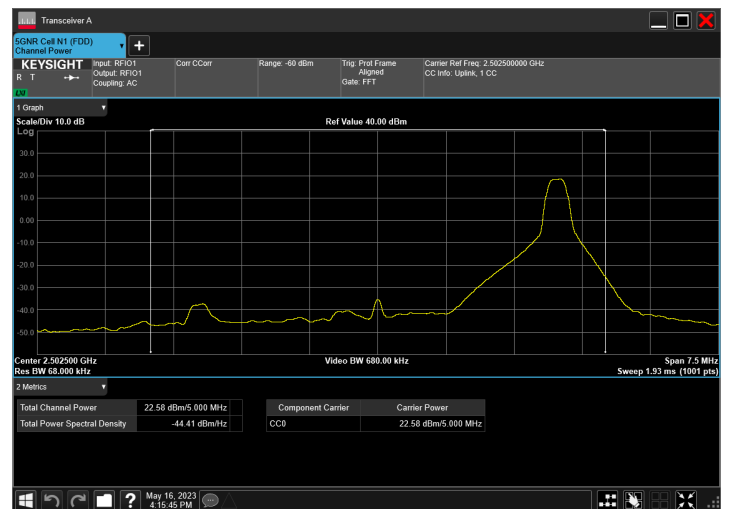 Transceiver A
5GNR Cell N1 (FDD)
Channel Power
KEYSIGHT
R T
LXI
Input: RFIO1
Output: RFIO1
Coupling: AC
Corr CCorr
Range: -60 dBm
Trig: Prot Frame
Aligned
Gate: FFT
Carrier Ref Freq: 2.502500000 GHz
CC Info: Uplink, 1 CC
1 Graph
Scale/Div 10.0 dB
Ref Value 40.00 dBm
Log
30.0
20.0
10.0
0.00
-10.0
-20.0
-30.0
-40.0
-50.0
Center 2.502500 GHz
Video BW 680.00 kHz
Span 7.5 MHz
Res BW 68.000 kHz
Sweep 1.93 ms (1001 pts)
2 Metrics
Total Channel Power 22.58 dBm/5.000 MHz
Total Power Spectral Density -44.41 dBm/Hz
Component Carrier Carrier Power
CC0 22.58 dBm/5.000 MHz
May 16, 2023
4:15:45 PM